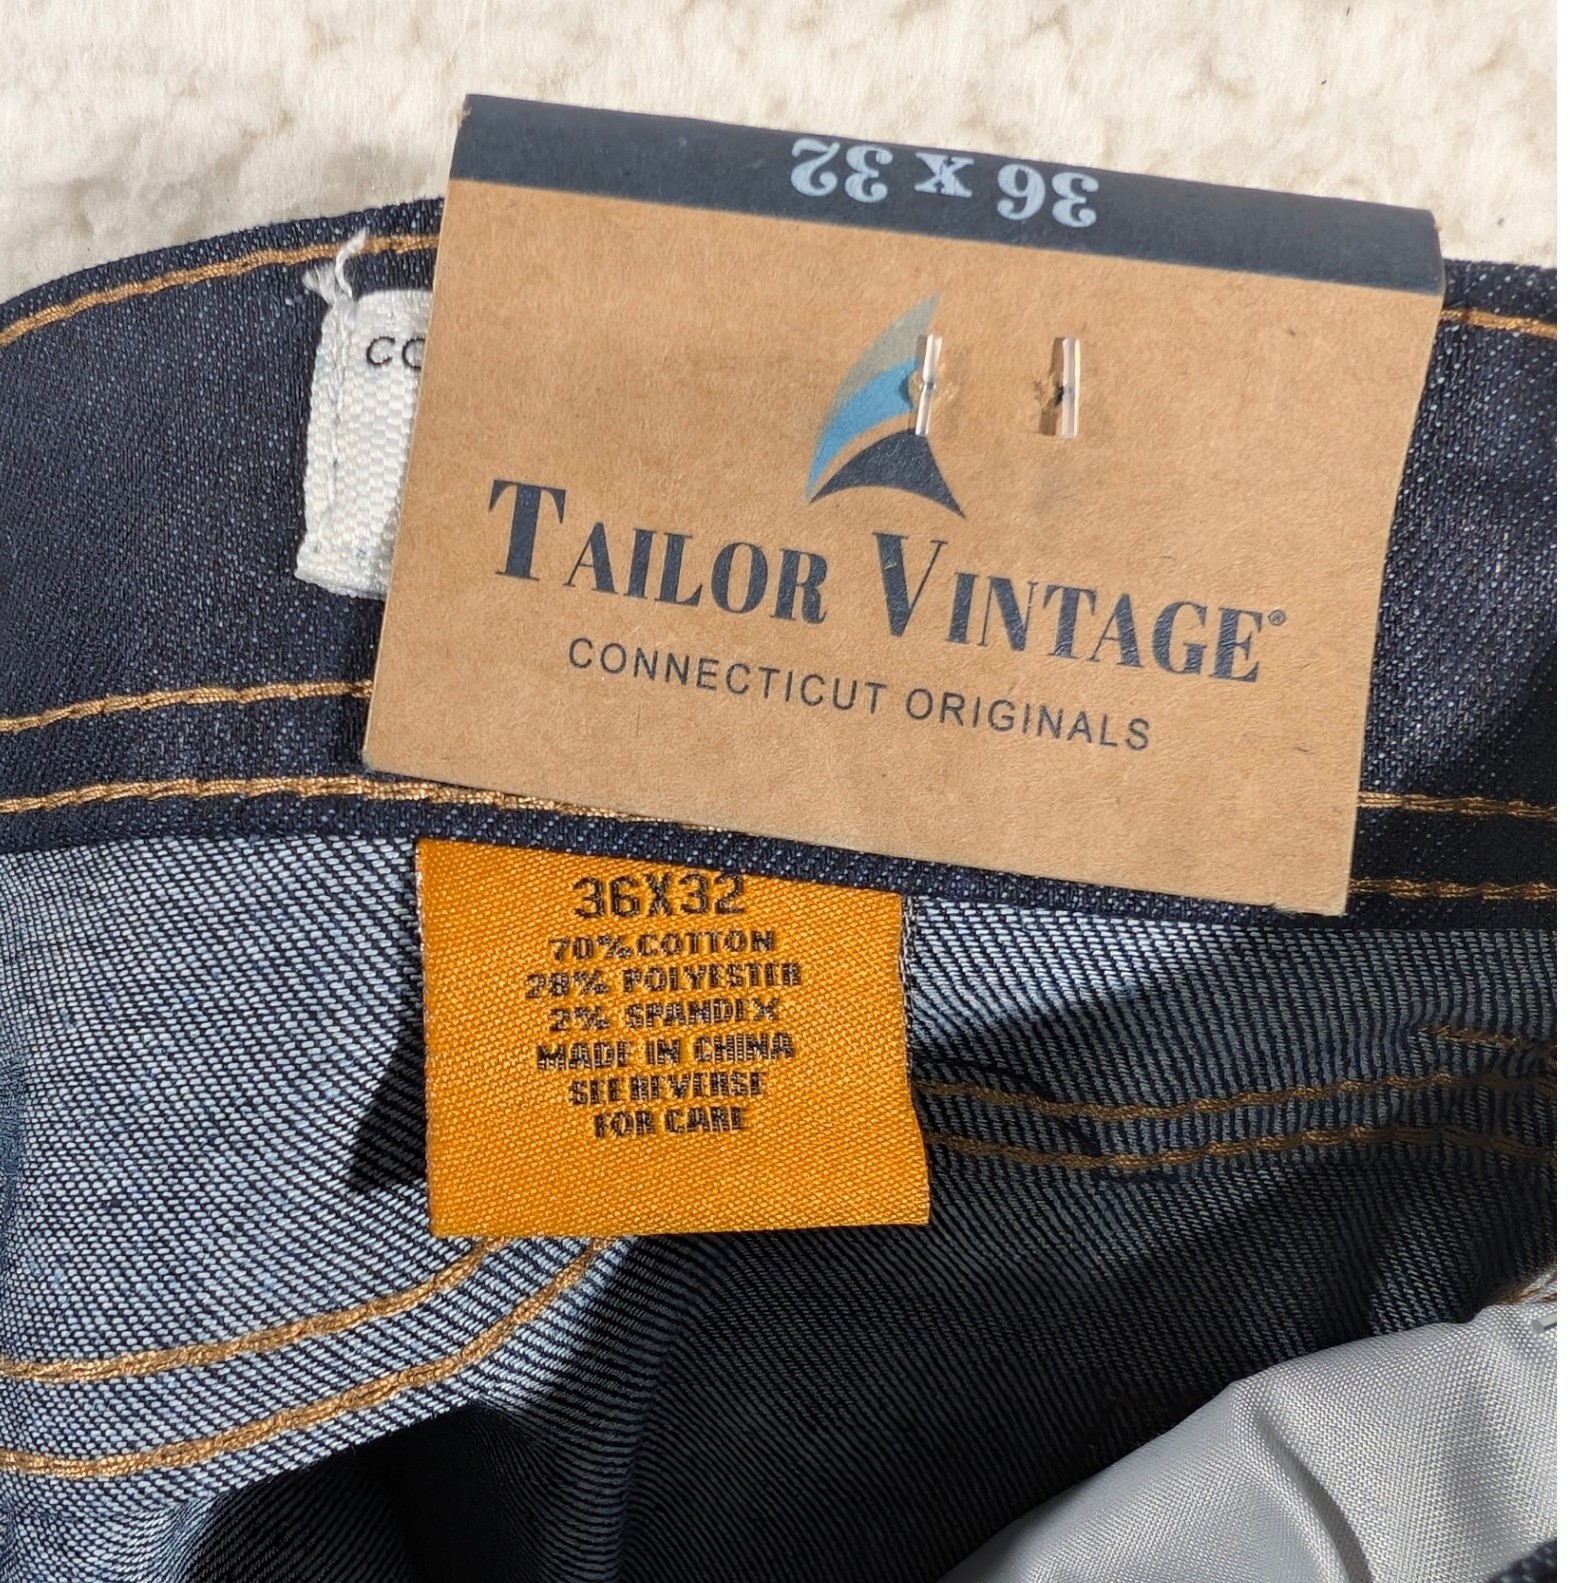 36 X 32
CO
TAILOR VINTAGE®
CONNECTICUT ORIGINALS
36X32
70% COTTON
28% POLYESTER
2% SPANDEX
MADE IN CHINA
SEE REVERSE
FOR CARE